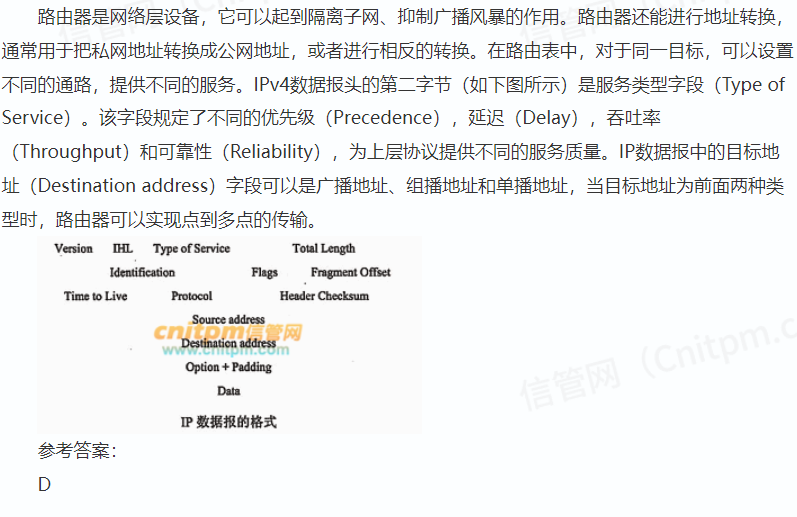 路由器是网络层设备，它可以起到隔离子网、抑制广播风暴的作用。路由器还能进行地址转换，
通常用于把私网地址转换成公网地址，或者进行相反的转换。在路由表中，对于同一目标，可以设置
不同的通路，提供不同的服务。IPv4数据报头的第二字节（如下图所示）是服务类型字段（Type of
Service）。该字段规定了不同的优先级（Precedence），延迟（Delay），吞吐率
（Throughput）和可靠性（Reliability），为上层协议提供不同的服务质量。IP数据报中的目标地
址（Destination address）字段可以是广播地址、组播地址和单播地址，当目标地址为前面两种类
型时，路由器可以实现点到多点的传输。
Version IHL Type of Service Total Length
Identification Flags Fragment Offset
Time to Live Protocol Header Checksum
Source address
cnitpm信管网
Destination address
www.cnitpm.com
Option + Padding
Data
IP 数据报的格式
信管网（Cnitpm.c
参考答案：
D